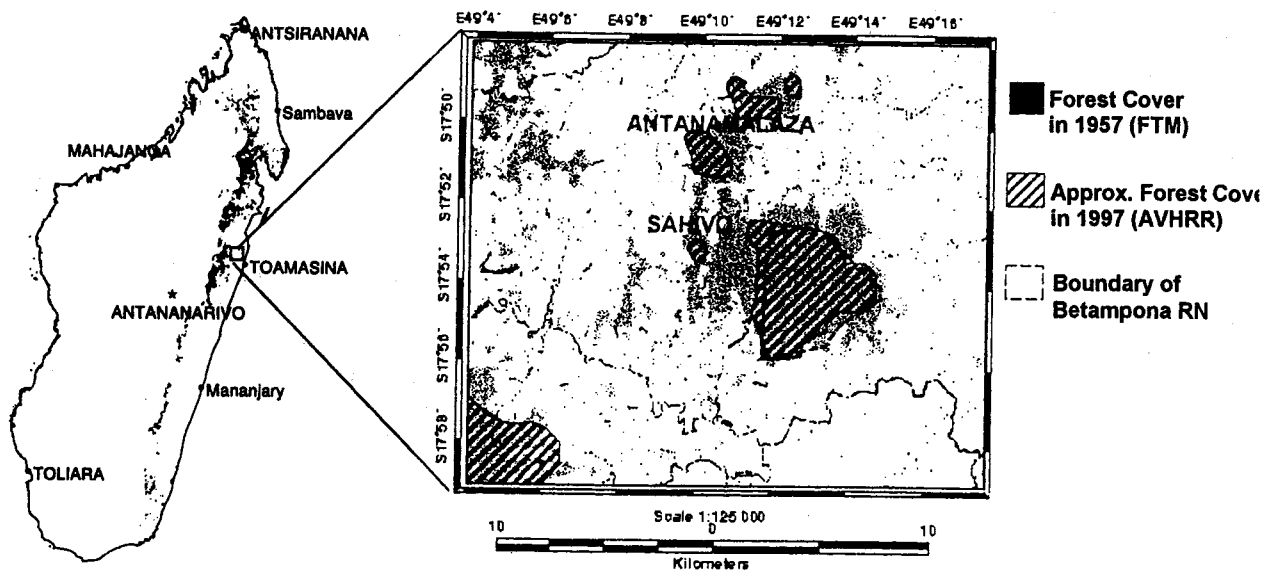 ANTSIRANANA
Sambava
MAHAJANGA
TOAMASINA
ANTANANARIVO
Mananjary
TOLIARA
E49°4' E49°6' E49°8' E49°10' E49°12' E49°14' E49°16'
S17°50'
S17°52'
S17°54'
S17°56'
S17°58'
ANTANAMALAZA
SAHIVO
Forest Cover
in 1957 (FTM)
Approx. Forest Cove
in 1997 (AVHRR)
Boundary of
Betampona RN
Scale 1:125 000
10 0 10
Kilometers